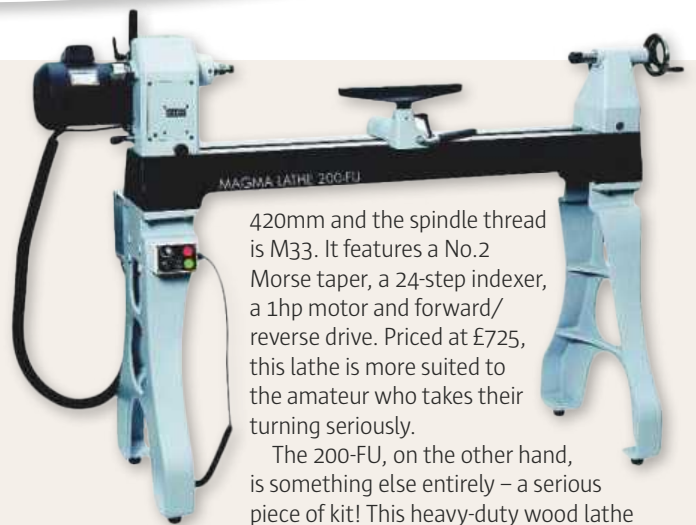 MAGMA LATHE 200-FU
420mm and the spindle thread
is M33. It features a No.2
Morse taper, a 24-step indexer,
a 1hp motor and forward/
reverse drive. Priced at £725,
this lathe is more suited to
the amateur who takes their
turning seriously.
The 200-FU, on the other hand,
is something else entirely – a serious
piece of kit! This heavy-duty wood lathe